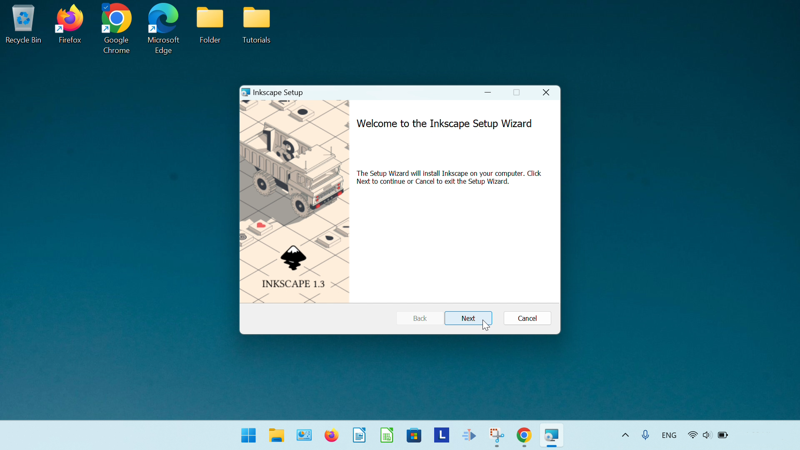 Recycle Bin
Firefox
Google
Chrome
Microsoft
Edge
Folder
Tutorials
Inkscape Setup
1.3
INKSCAPE 1.3
Welcome to the Inkscape Setup Wizard
The Setup Wizard will install Inkscape on your computer. Click
Next to continue or Cancel to exit the Setup Wizard.
Back
Next
Cancel
L
ENG